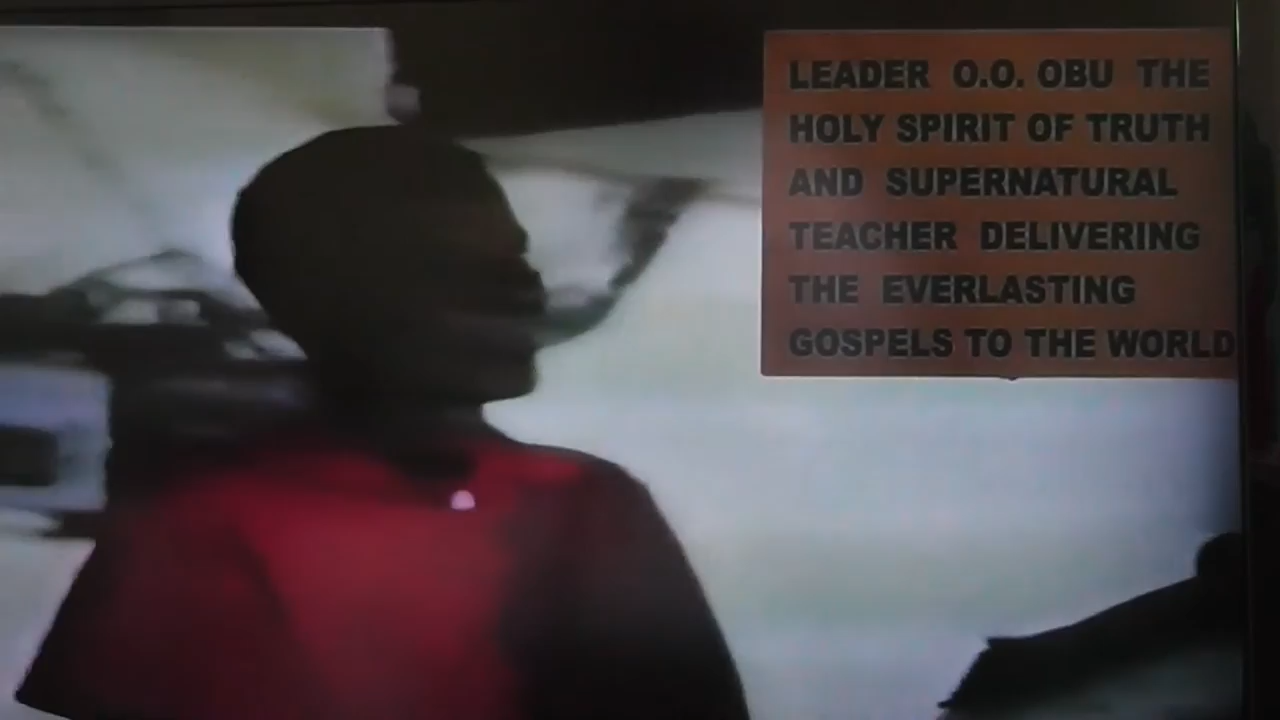 LEADER O.O. OBU THE
HOLY SPIRIT OF TRUTH
AND SUPERNATURAL
TEACHER DELIVERING
THE EVERLASTING
GOSPELS TO THE WORLD